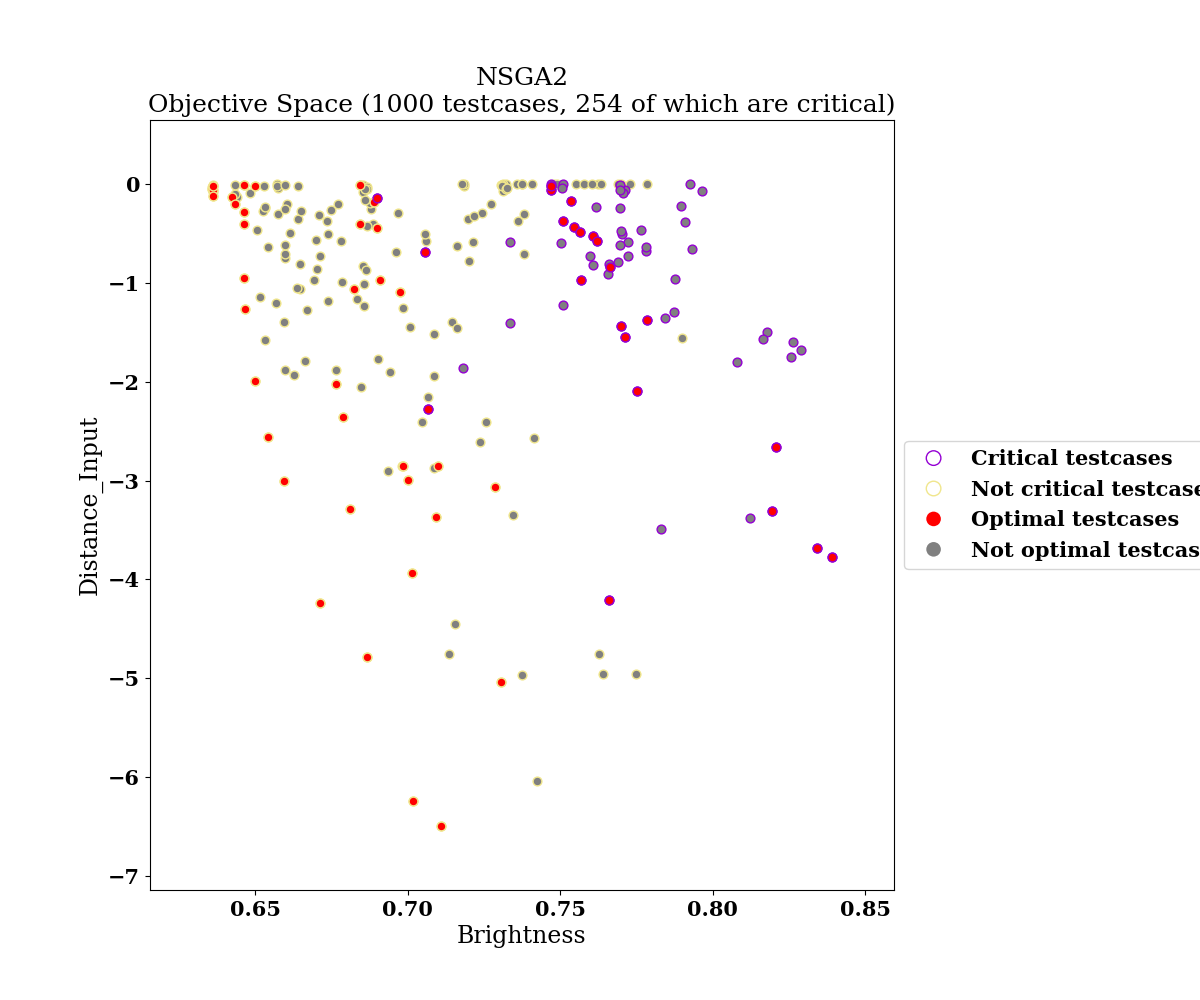 NSGA2
Objective Space (1000 testcases, 254 of which are critical)
0
−1
−2
−3
−4
−5
−6
−7
Distance_Input
0.65
0.70
0.75
0.80
0.85
Brightness
Critical testcases
Not critical testcase
Optimal testcases
Not optimal testcas